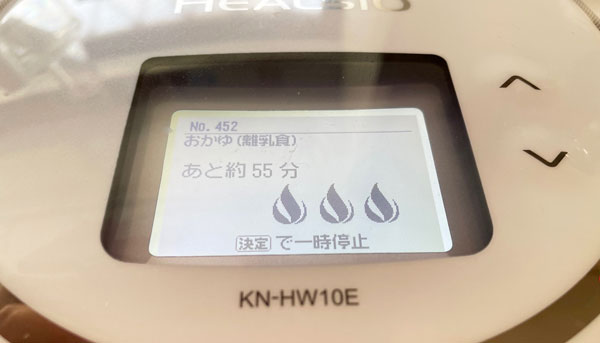 HEALSIO
No. 452
おかゆ(離乳食)
あと約 55 分
決定 で一時停止
KN-HW10E